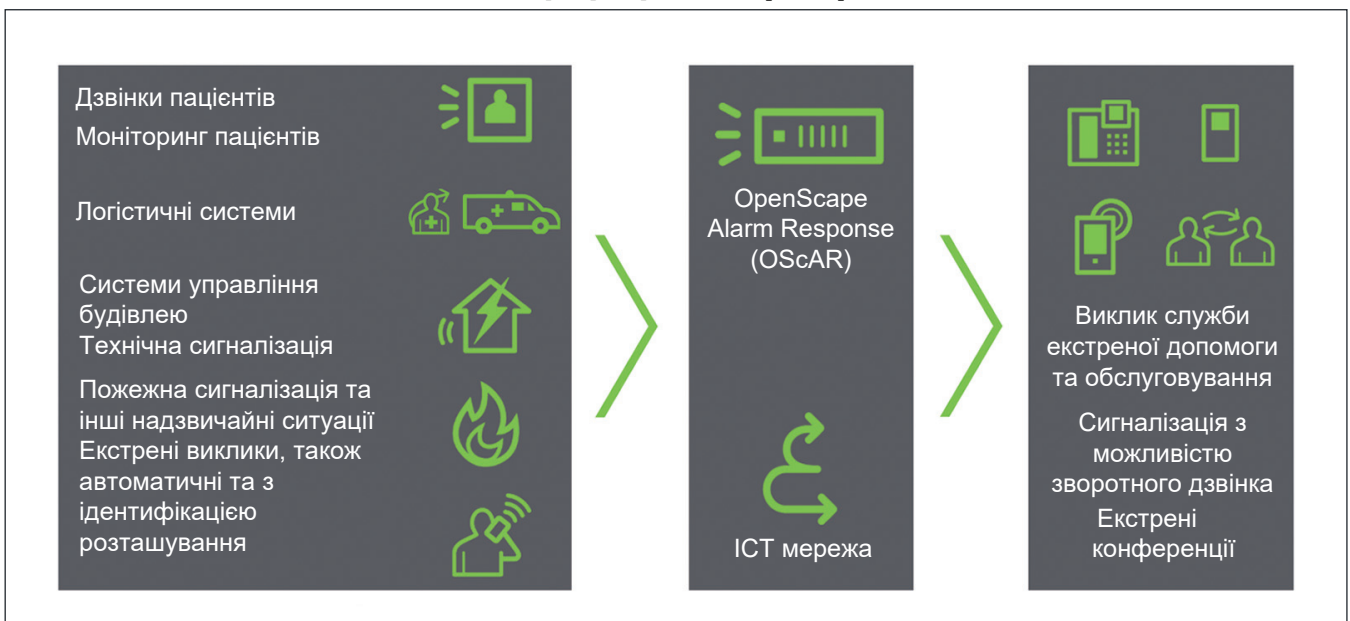 Дзвінки пацієнтів
Моніторинг пацієнтів
Логістичні системи
Системи управління
будівлею
Технічна сигналізація
Пожежна сигналізація та
інші надзвичайні ситуації
Екстрені виклики, також
автоматичні та з
ідентифікацією
розташування
OpenScape
Alarm Response
(OScAR)
ICT мережа
Виклик служби
екстреної допомоги
та обслуговування
Сигналізація з
можливістю
зворотного дзвінка
Екстрені
конференції